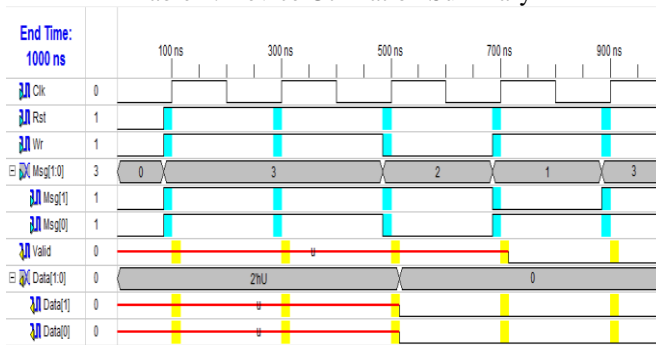 End Time:
1000 ns
100 ns 300 ns 500 ns 700 ns 900 ns
Clk 0
Rst 1
Wr 1
Msg[1:0] 3 0 3 2 1 3
Msg[1] 1
Msg[0] 1
Valid 0 U
Data[1:0] 0 2'hU 0
Data[1] 0 U
Data[0] 0 U